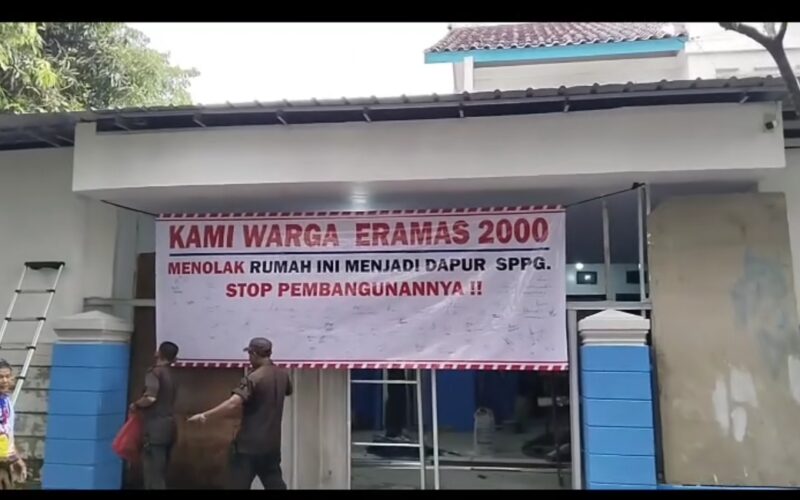 KAMI WARGA ERAMAS 2000
MENOLAK RUMAH INI MENJADI DAPUR SPPG.
STOP PEMBANGUNANNYA !!